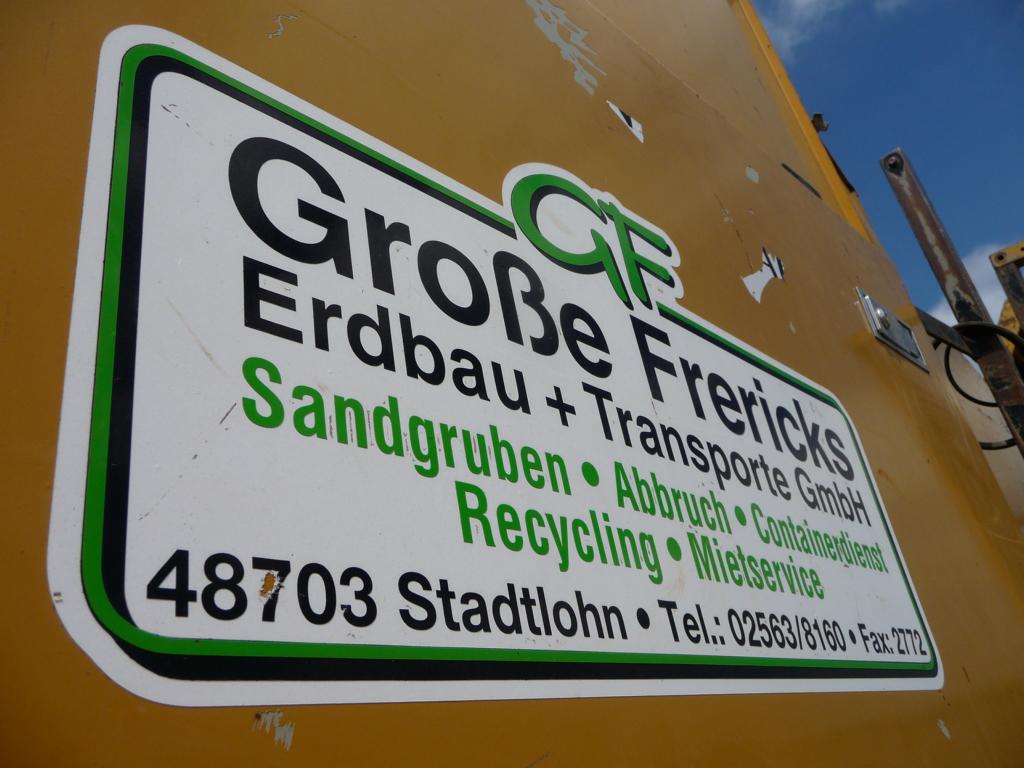 GF
Große Frericks
Erdbau + Transporte GmbH
Sandgruben • Abbruch • Containerdienst
Recycling • Mietservice
48703 Stadtlohn • Tel.: 02563/8160 • Fax: 2772